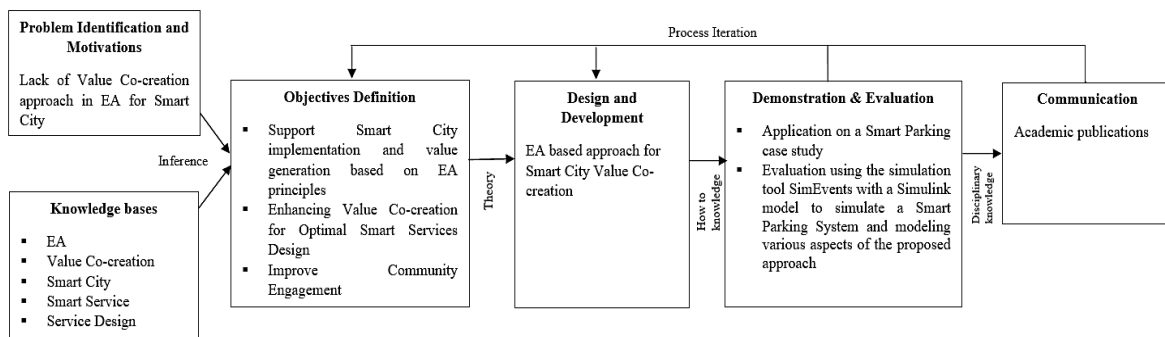 Problem Identification and
Motivations
Lack of Value Co-creation
approach in EA for Smart
City
Inference
Knowledge bases
▪ EA
▪ Value Co-creation
▪ Smart City
▪ Smart Service
▪ Service Design
Process Iteration
Objectives Definition
▪ Support Smart City
implementation and value
generation based on EA
principles
▪ Enhancing Value Co-creation
for Optimal Smart Services
Design
▪ Improve Community
Engagement
Theory
Design and
Development
EA based approach for
Smart City Value Co-
creation
How to
knowledge
Demonstration & Evaluation
▪ Application on a Smart Parking
case study
▪ Evaluation using the simulation
tool SimEvents with a Simulink
model to simulate a Smart
Parking System and modeling
various aspects of the proposed
approach
Disciplinary
knowledge
Communication
Academic publications